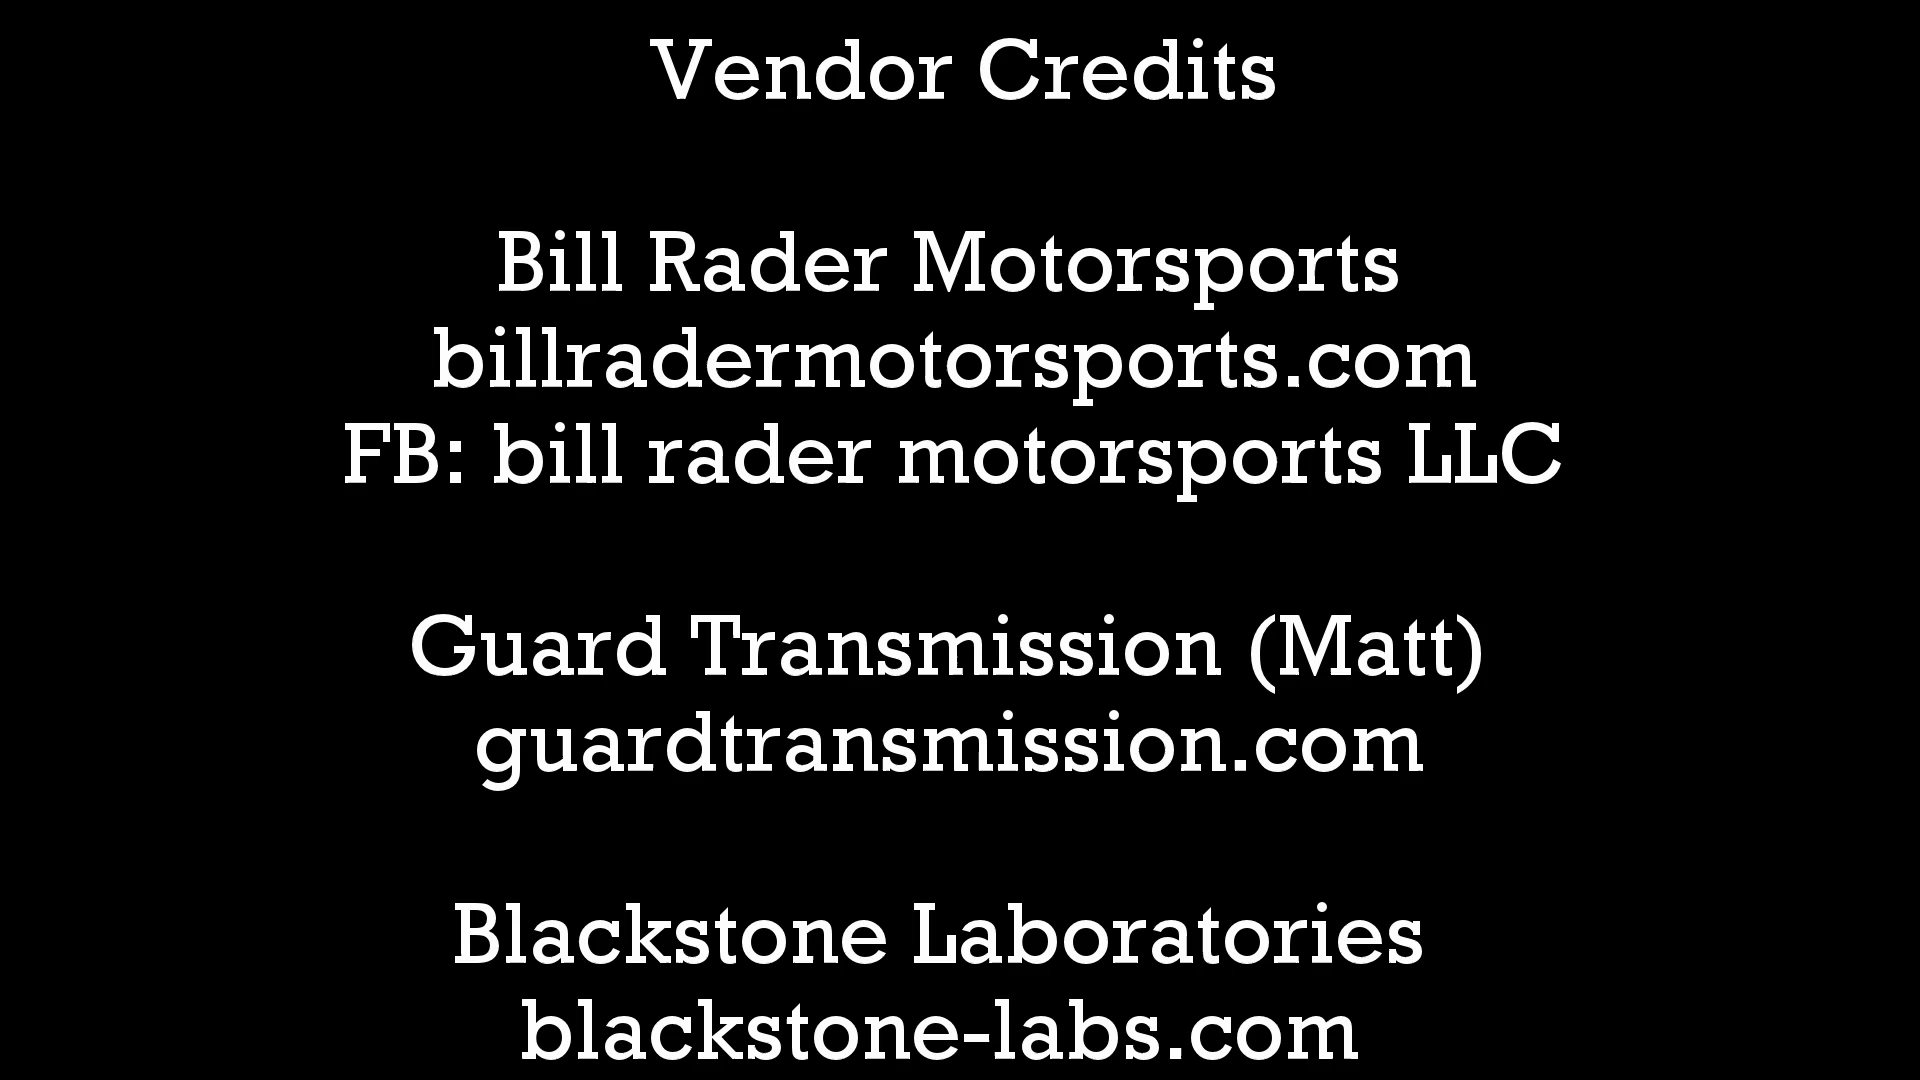 Vendor Credits
Bill Rader Motorsports
billradermotorsports.com
FB: bill rader motorsports LLC
Guard Transmission (Matt)
guardtransmission.com
Blackstone Laboratories
blackstone-labs.com